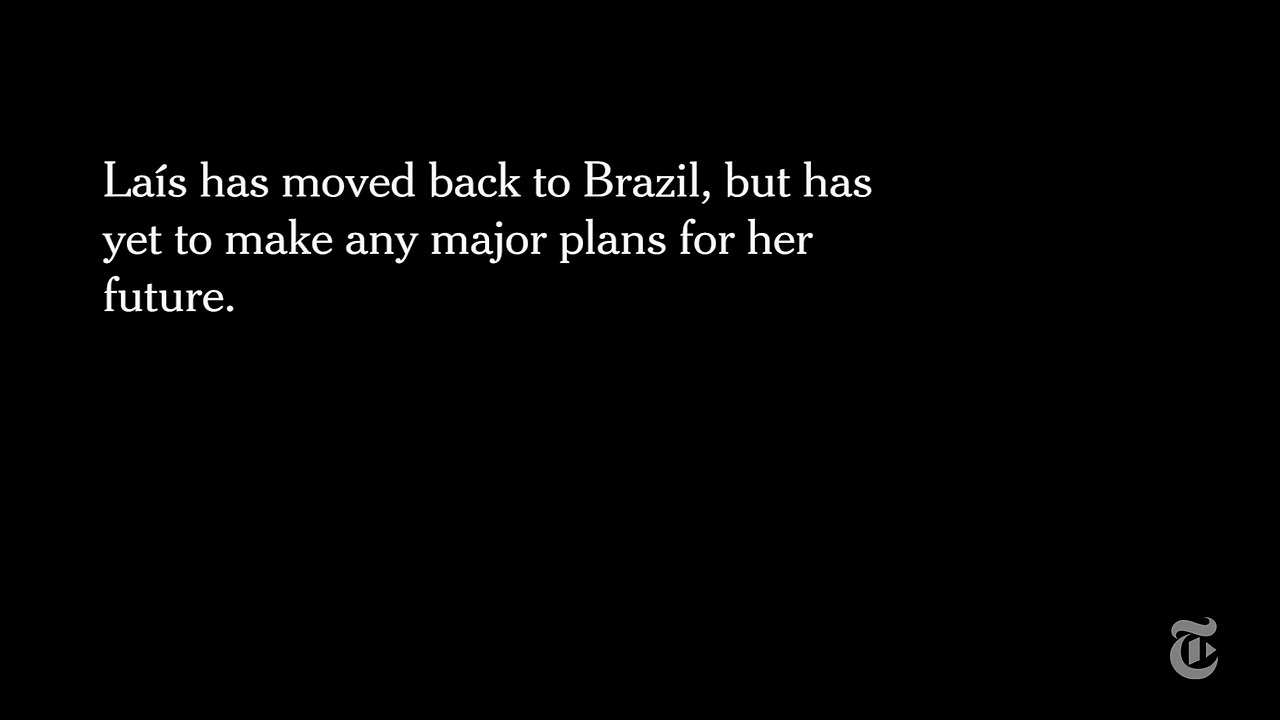 Laís has moved back to Brazil, but has
yet to make any major plans for her
future.
T